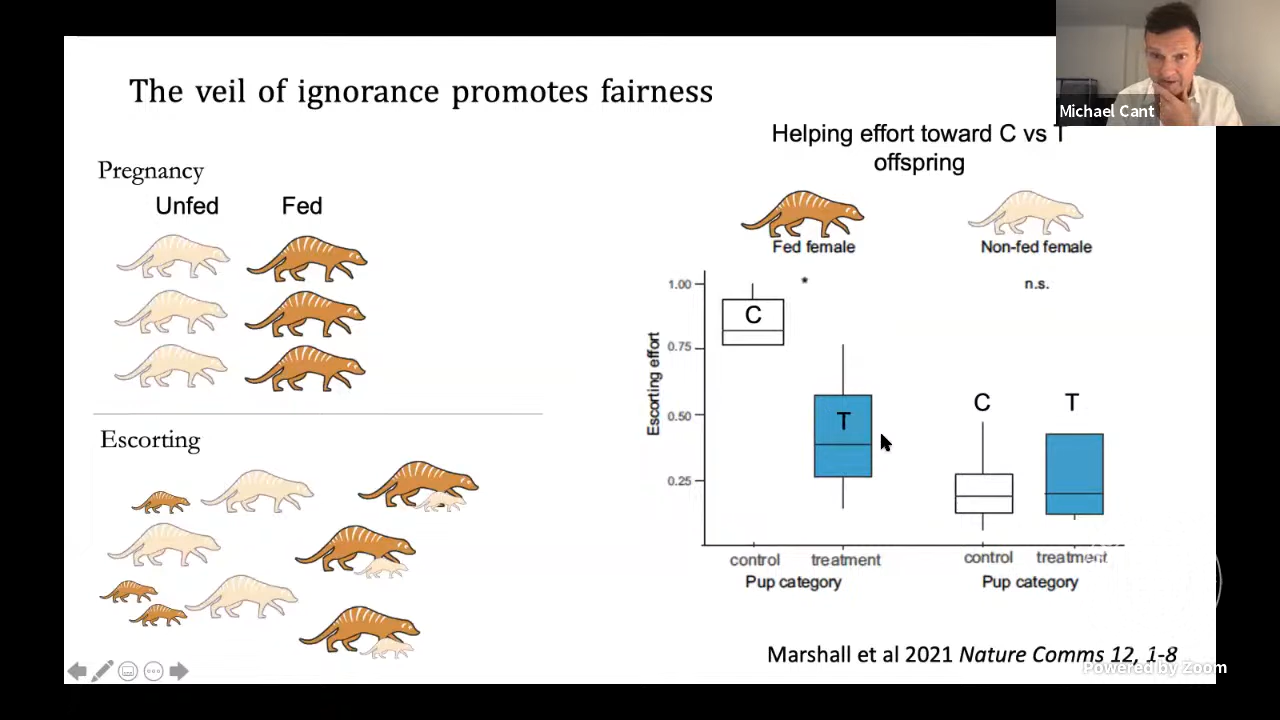 The veil of ignorance promotes fairness
Michael Cant
Pregnancy
Unfed Fed
Escorting
Helping effort toward C vs T
offspring
Fed female
Non-fed female
* n.s.
1.00
0.75
0.50
0.25
Escorting effort
C
T
C
T
control treatment
Pup category
control treatment
Pup category
Marshall et al 2021 Nature Comms 12, 1-8
Powered by Zoom